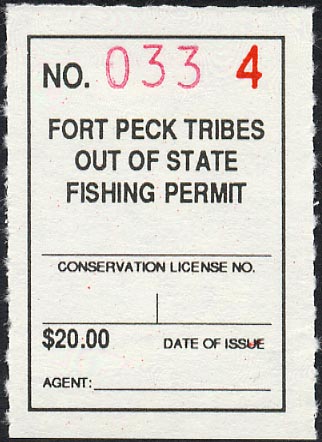 NO. 033 4
FORT PECK TRIBES
OUT OF STATE
FISHING PERMIT
CONSERVATION LICENSE NO.
$20.00 DATE OF ISSUE
AGENT: